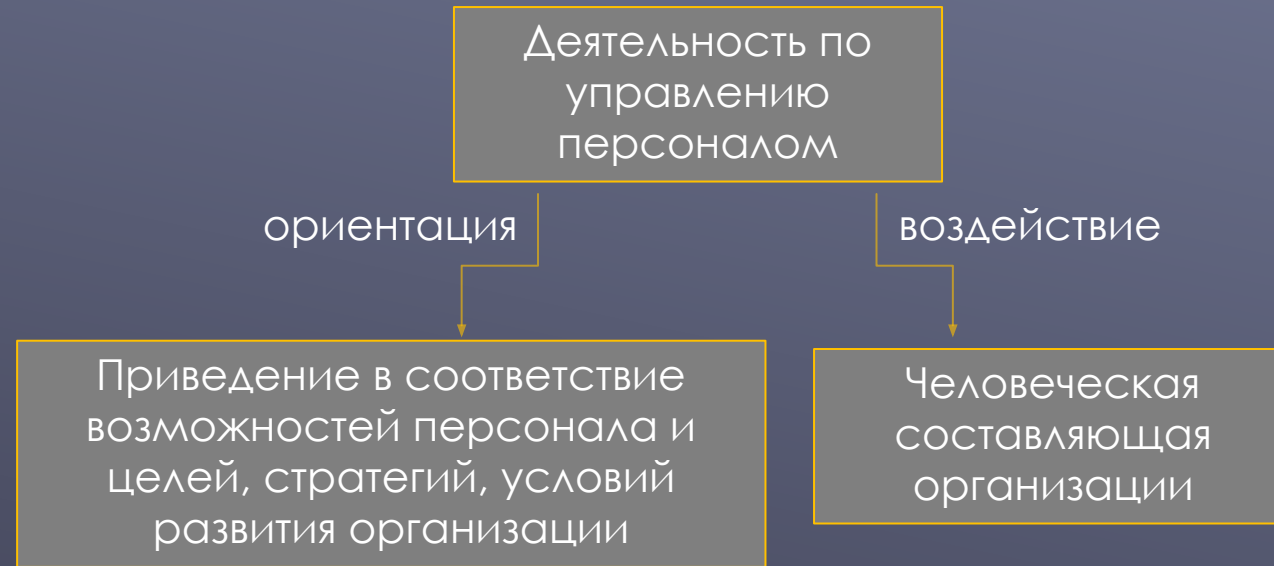 Деятельность по
управлению
персоналом
ориентация
воздействие
Приведение в соответствие
возможностей персонала и
целей, стратегий, условий
развития организации
Человеческая
составляющая
организации